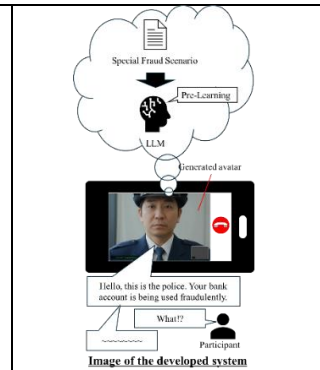 Special Fraud Scenario
Pre-Learning
LLM
Generated avatar
Hello, this is the police. Your bank
account is being used fraudulently.
What!?
~~~~~~~~
Participant
Image of the developed system